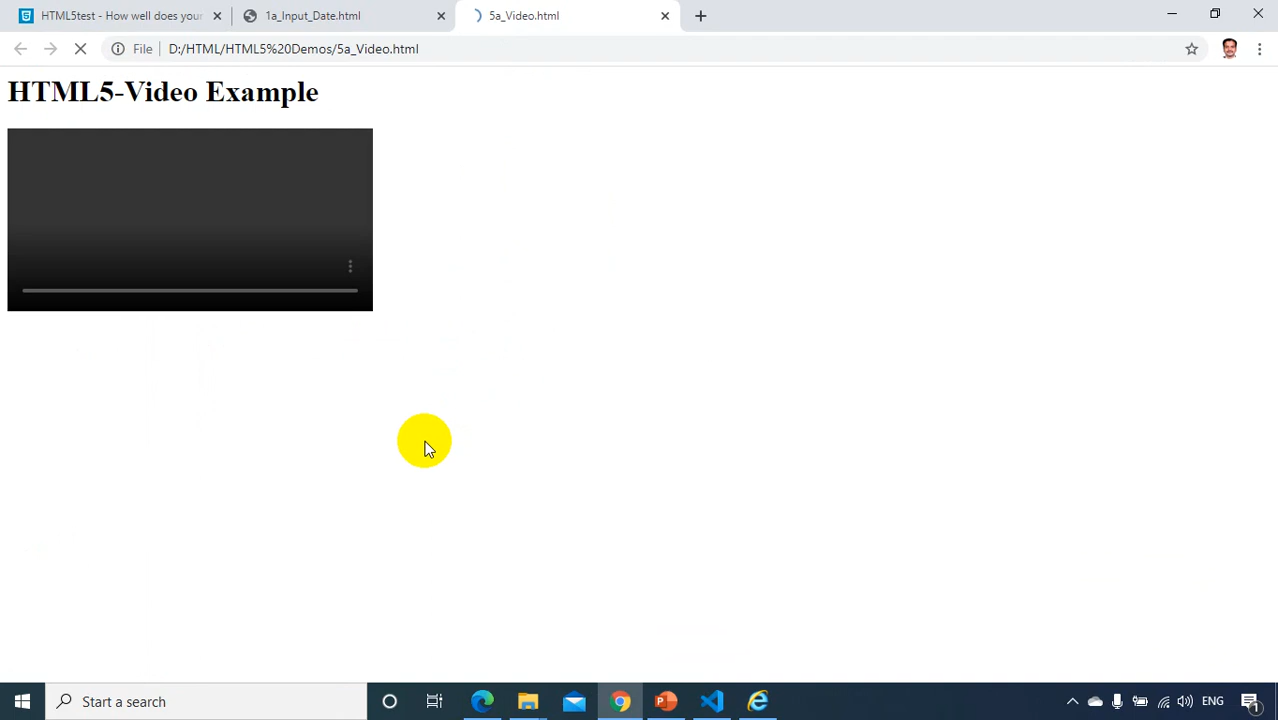 HTML5test - How well does your
1a_Input_Date.html
5a_Video.html
File
D:/HTML/HTML5%20Demos/5a_Video.html
HTML5-Video Example
Start a search
ENG
1